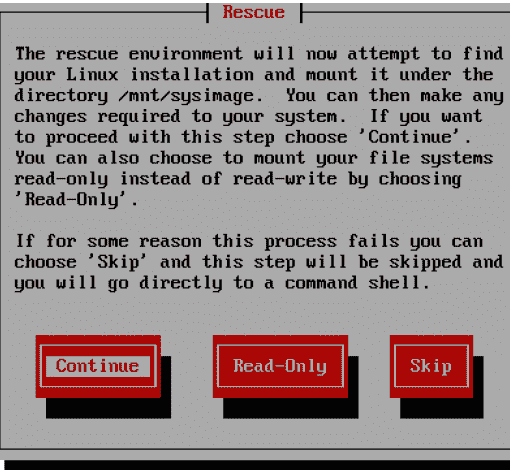 Rescue
The rescue environment will now attempt to find
your Linux installation and mount it under the
directory /mnt/sysimage.  You can then make any
changes required to your system.  If you want
to proceed with this step choose 'Continue'.
You can also choose to mount your file systems
read-only instead of read-write by choosing
'Read-Only'.
If for some reason this process fails you can
choose 'Skip' and this step will be skipped and
you will go directly to a command shell.
Continue Read-Only Skip